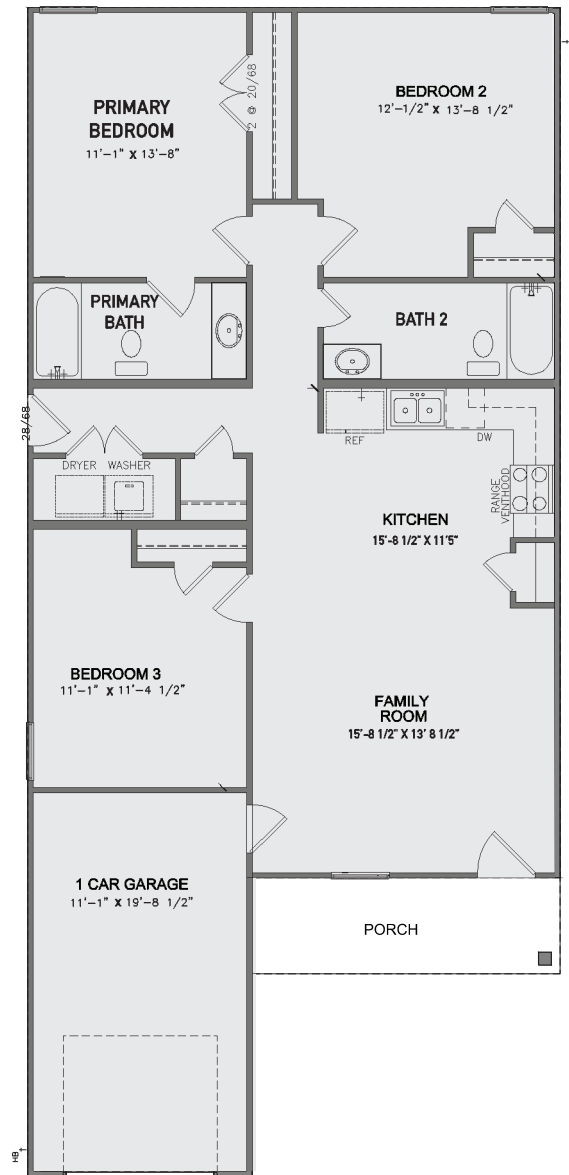 PRIMARY
BEDROOM
11'-1" X 13'-8"
2 @ 20/68
BEDROOM 2
12'-1/2" X 13'-8 1/2"
PRIMARY
BATH
BATH 2
28/68
DRYER WASHER
REF
DW
RANGE
VENTHOOD
KITCHEN
15'-8 1/2" X 11'5"
BEDROOM 3
11'-1" X 11'-4 1/2"
FAMILY
ROOM
15'-8 1/2" X 13' 8 1/2"
1 CAR GARAGE
11'-1" X 19'-8 1/2"
PORCH
HB